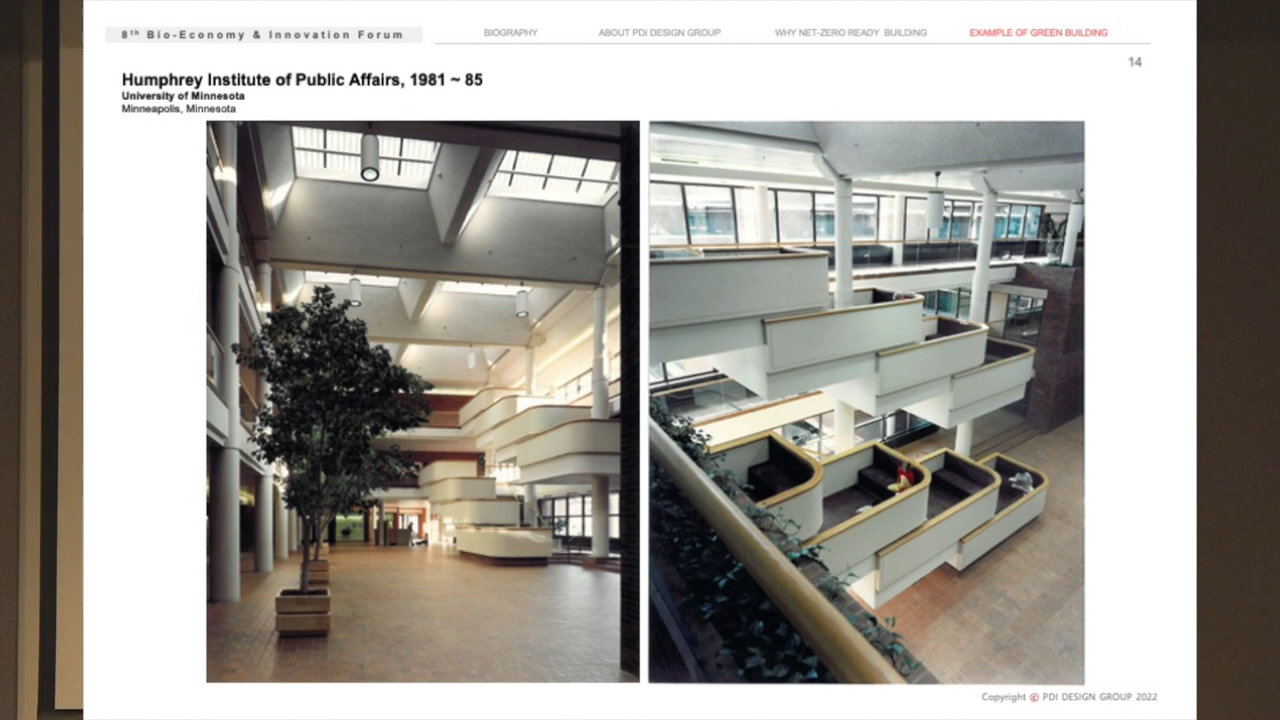 8th Bio-Economy & Innovation Forum
BIOGRAPHY
ABOUT PDI DESIGN GROUP
WHY NET-ZERO READY BUILDING
EXAMPLE OF GREEN BUILDING
14
Humphrey Institute of Public Affairs, 1981 ~ 85
University of Minnesota
Minneapolis, Minnesota
Copyright © PDI DESIGN GROUP 2022